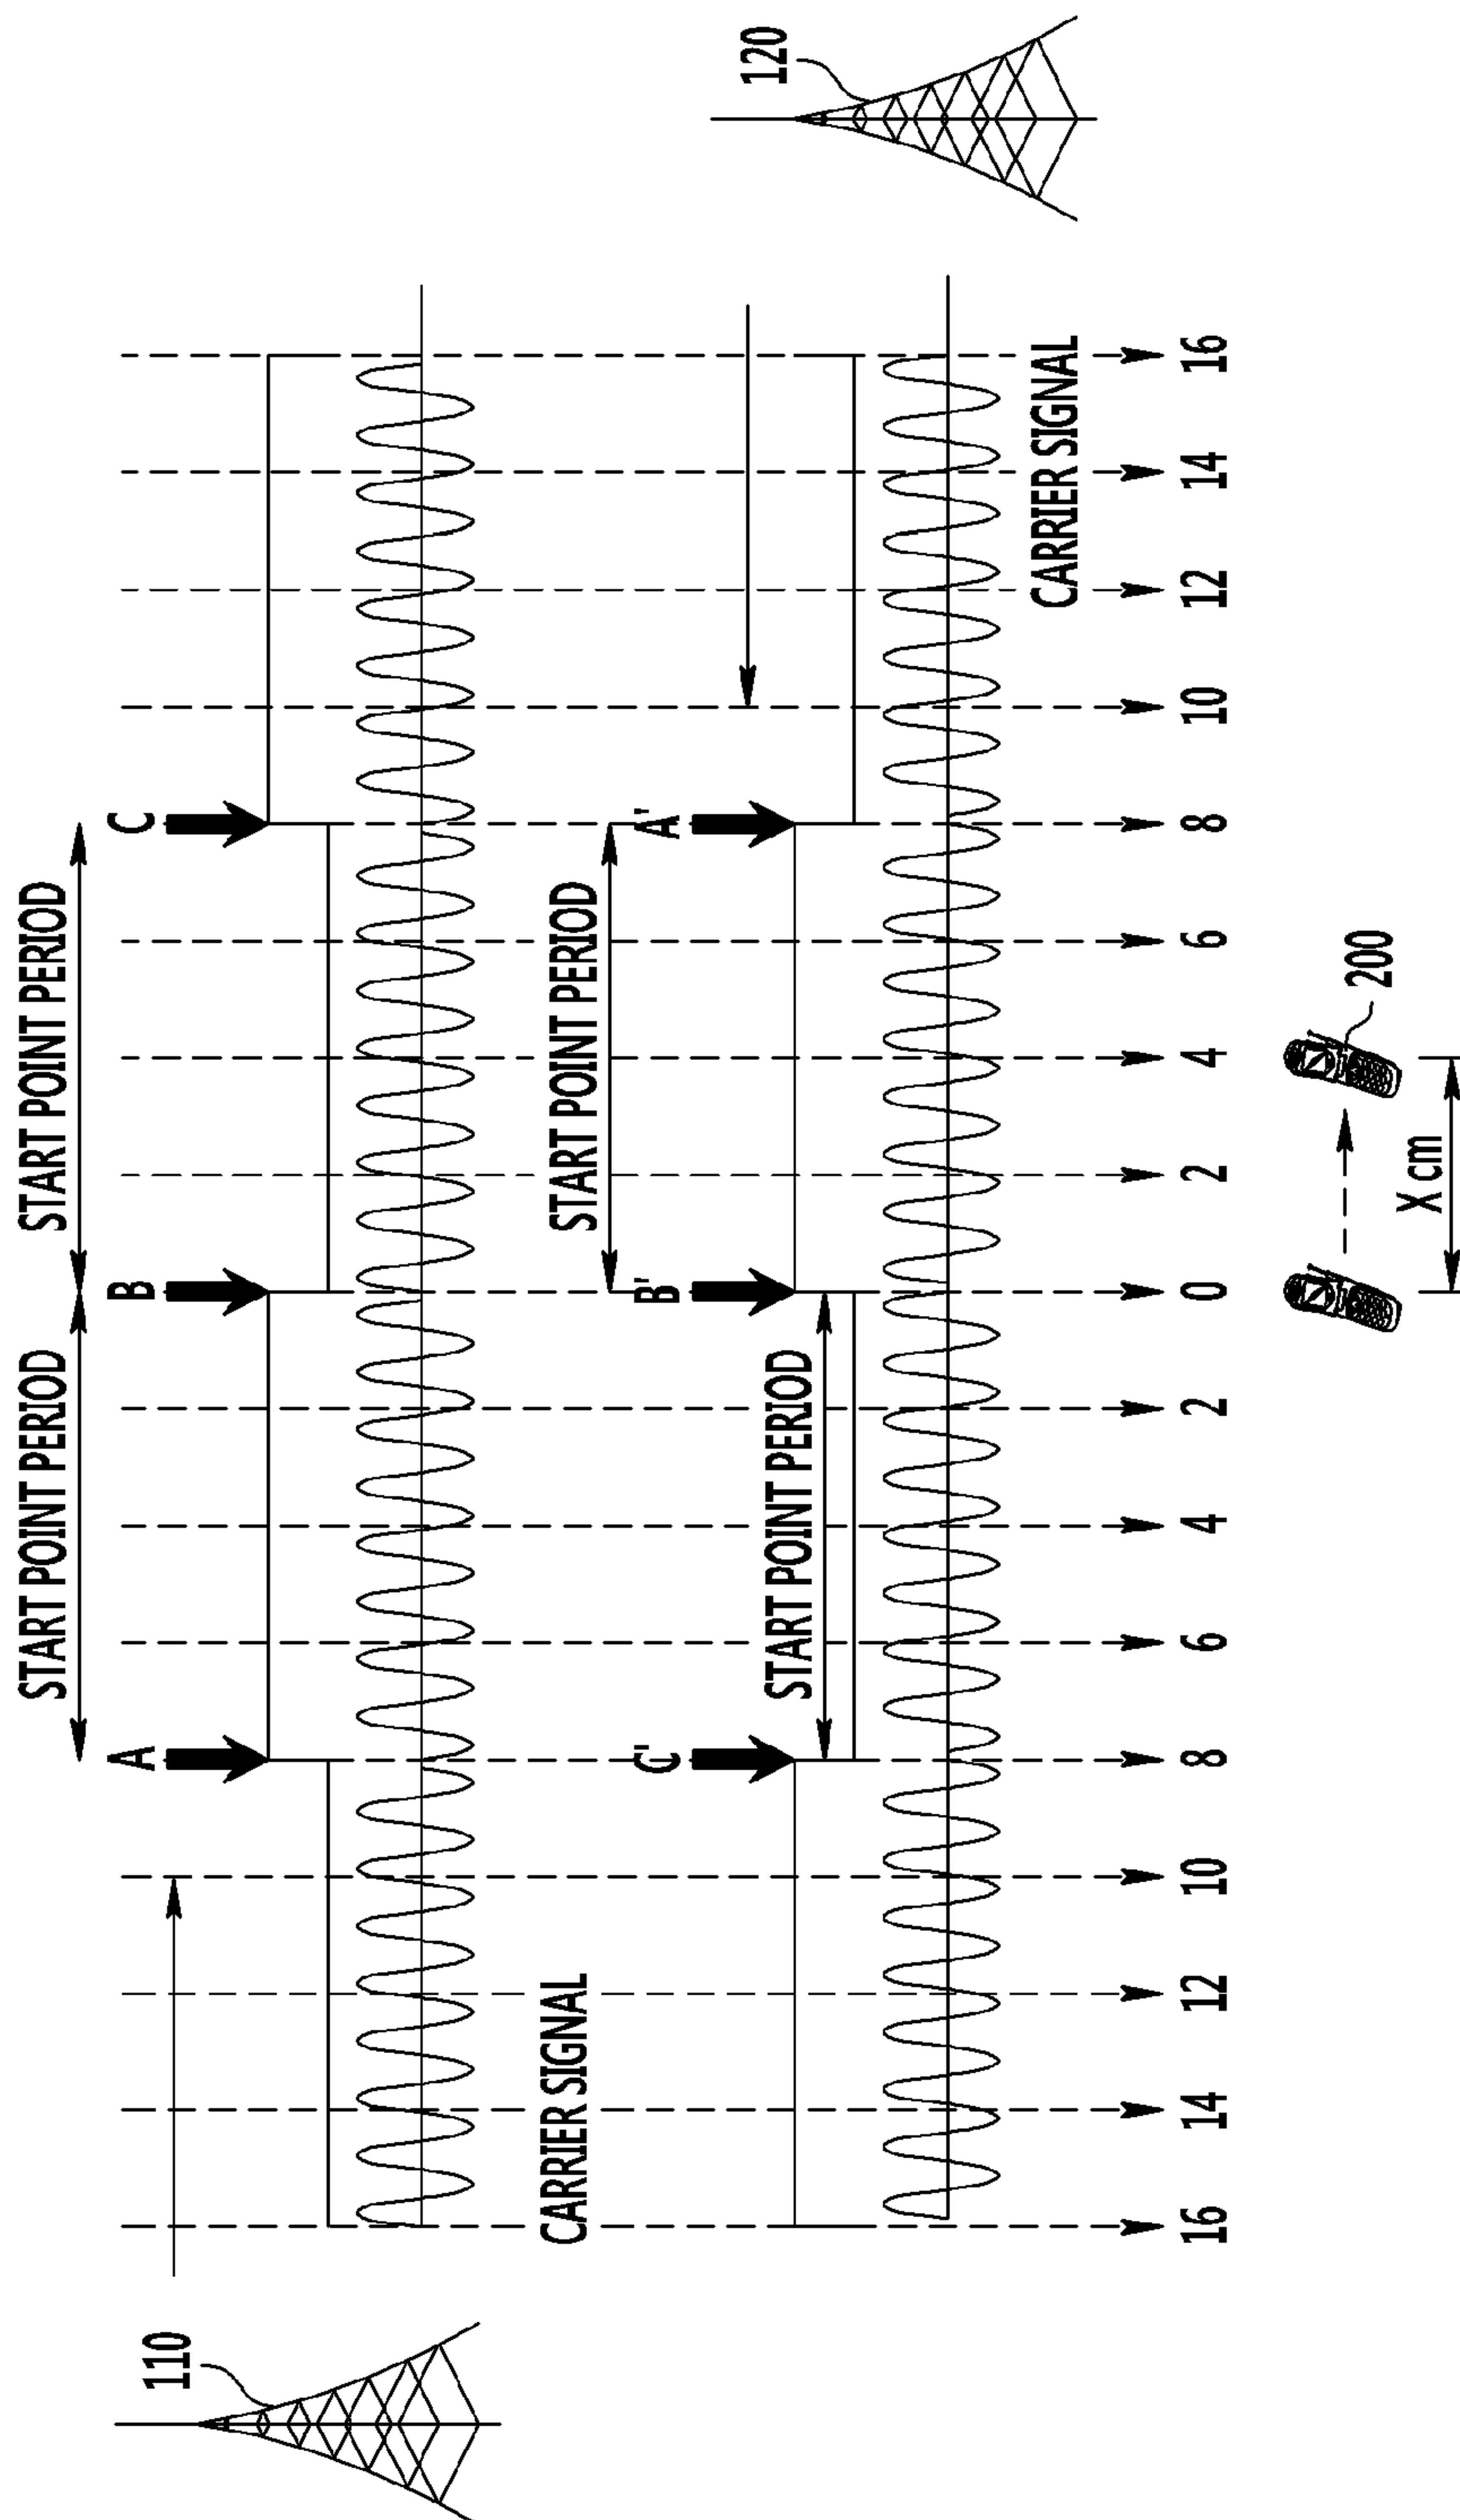 START POINT PERIOD START POINT PERIOD
A B C
110
CARRIER SIGNAL
START POINT PERIOD
C' B' A'
120
START POINT PERIOD
CARRIER SIGNAL
16 14 12 10 8 6 4 2 0 2 4 6 8 10 12 14 16
200
X cm